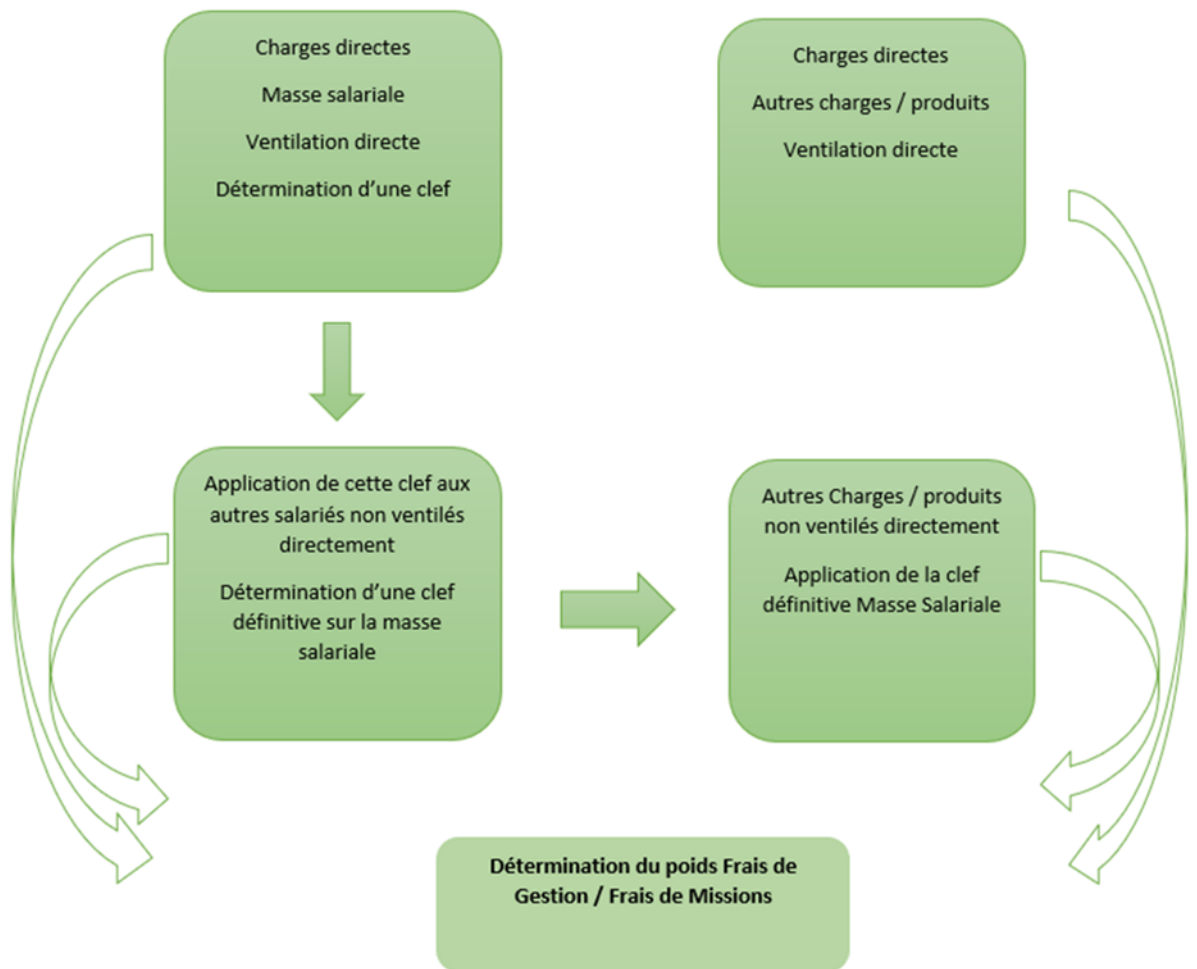 Charges directes
Masse salariale
Ventilation directe
Détermination d’une clef
Charges directes
Autres charges / produits
Ventilation directe
Application de cette clef aux
autres salariés non ventilés
directement
Détermination d’une clef
définitive sur la masse
salariale
Autres Charges / produits
non ventilés directement
Application de la clef
définitive Masse Salariale
Détermination du poids Frais de
Gestion / Frais de Missions